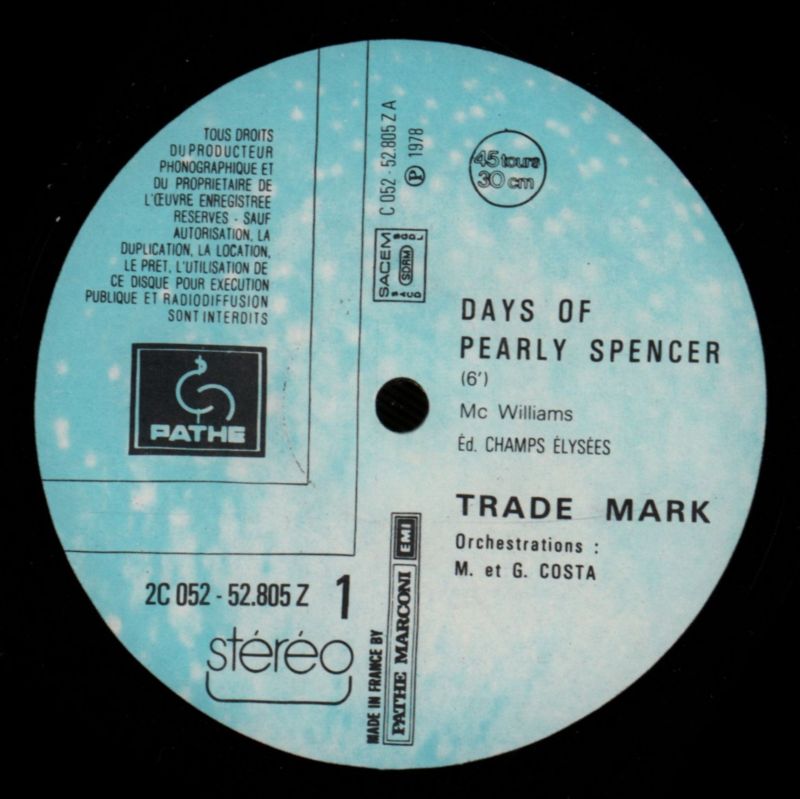 TOUS DROITS
DU PRODUCTEUR
PHONOGRAPHIQUE ET
DU PROPRIETAIRE DE
L'ŒUVRE ENREGISTREE
RESERVES - SAUF
AUTORISATION, LA
DUPLICATION, LA LOCATION,
LE PRET, L'UTILISATION DE
CE DISQUE POUR EXECUTION
PUBLIQUE ET RADIODIFFUSION
SONT INTERDITS
PATHE
C 052 - 52.805 Z A
Ⓟ 1978
SACEM
SDRM
SACD
SGDL
45 tours
30 cm
DAYS OF
PEARLY SPENCER
(6')
Mc Williams
Éd. CHAMPS ÉLYSÉES
TRADE MARK
Orchestrations :
M. et G. COSTA
2C 052 - 52.805 Z 1
stéréo
MADE IN FRANCE BY
PATHE MARCONI EMI